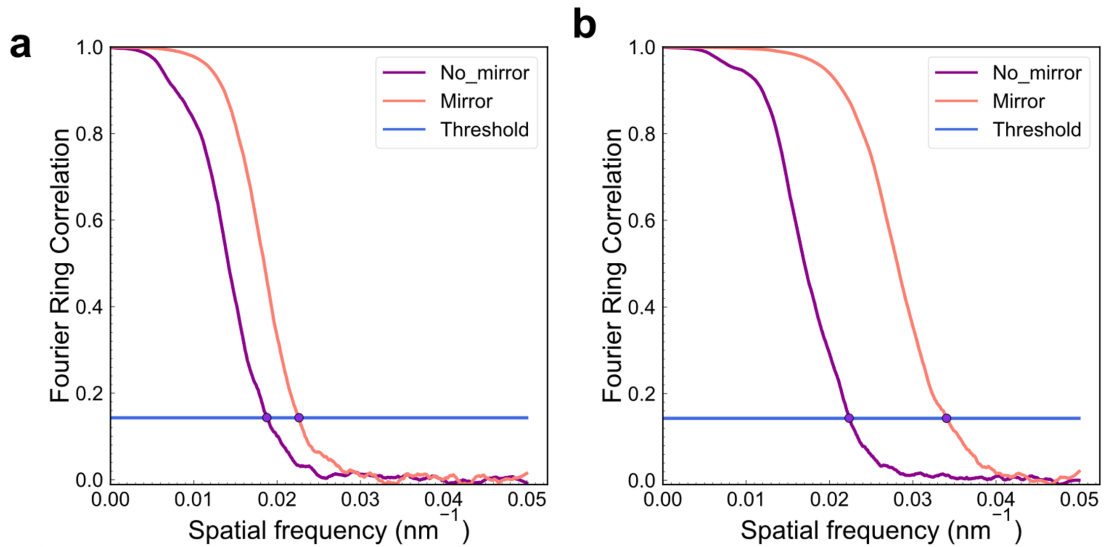 a
1.0
0.8
0.6
0.4
0.2
0.0
Fourier Ring Correlation
No_mirror
Mirror
Threshold
0.00 0.01 0.02 0.03 0.04 0.05
Spatial frequency (nm⁻¹)
b
1.0
0.8
0.6
0.4
0.2
0.0
Fourier Ring Correlation
No_mirror
Mirror
Threshold
0.00 0.01 0.02 0.03 0.04 0.05
Spatial frequency (nm⁻¹)